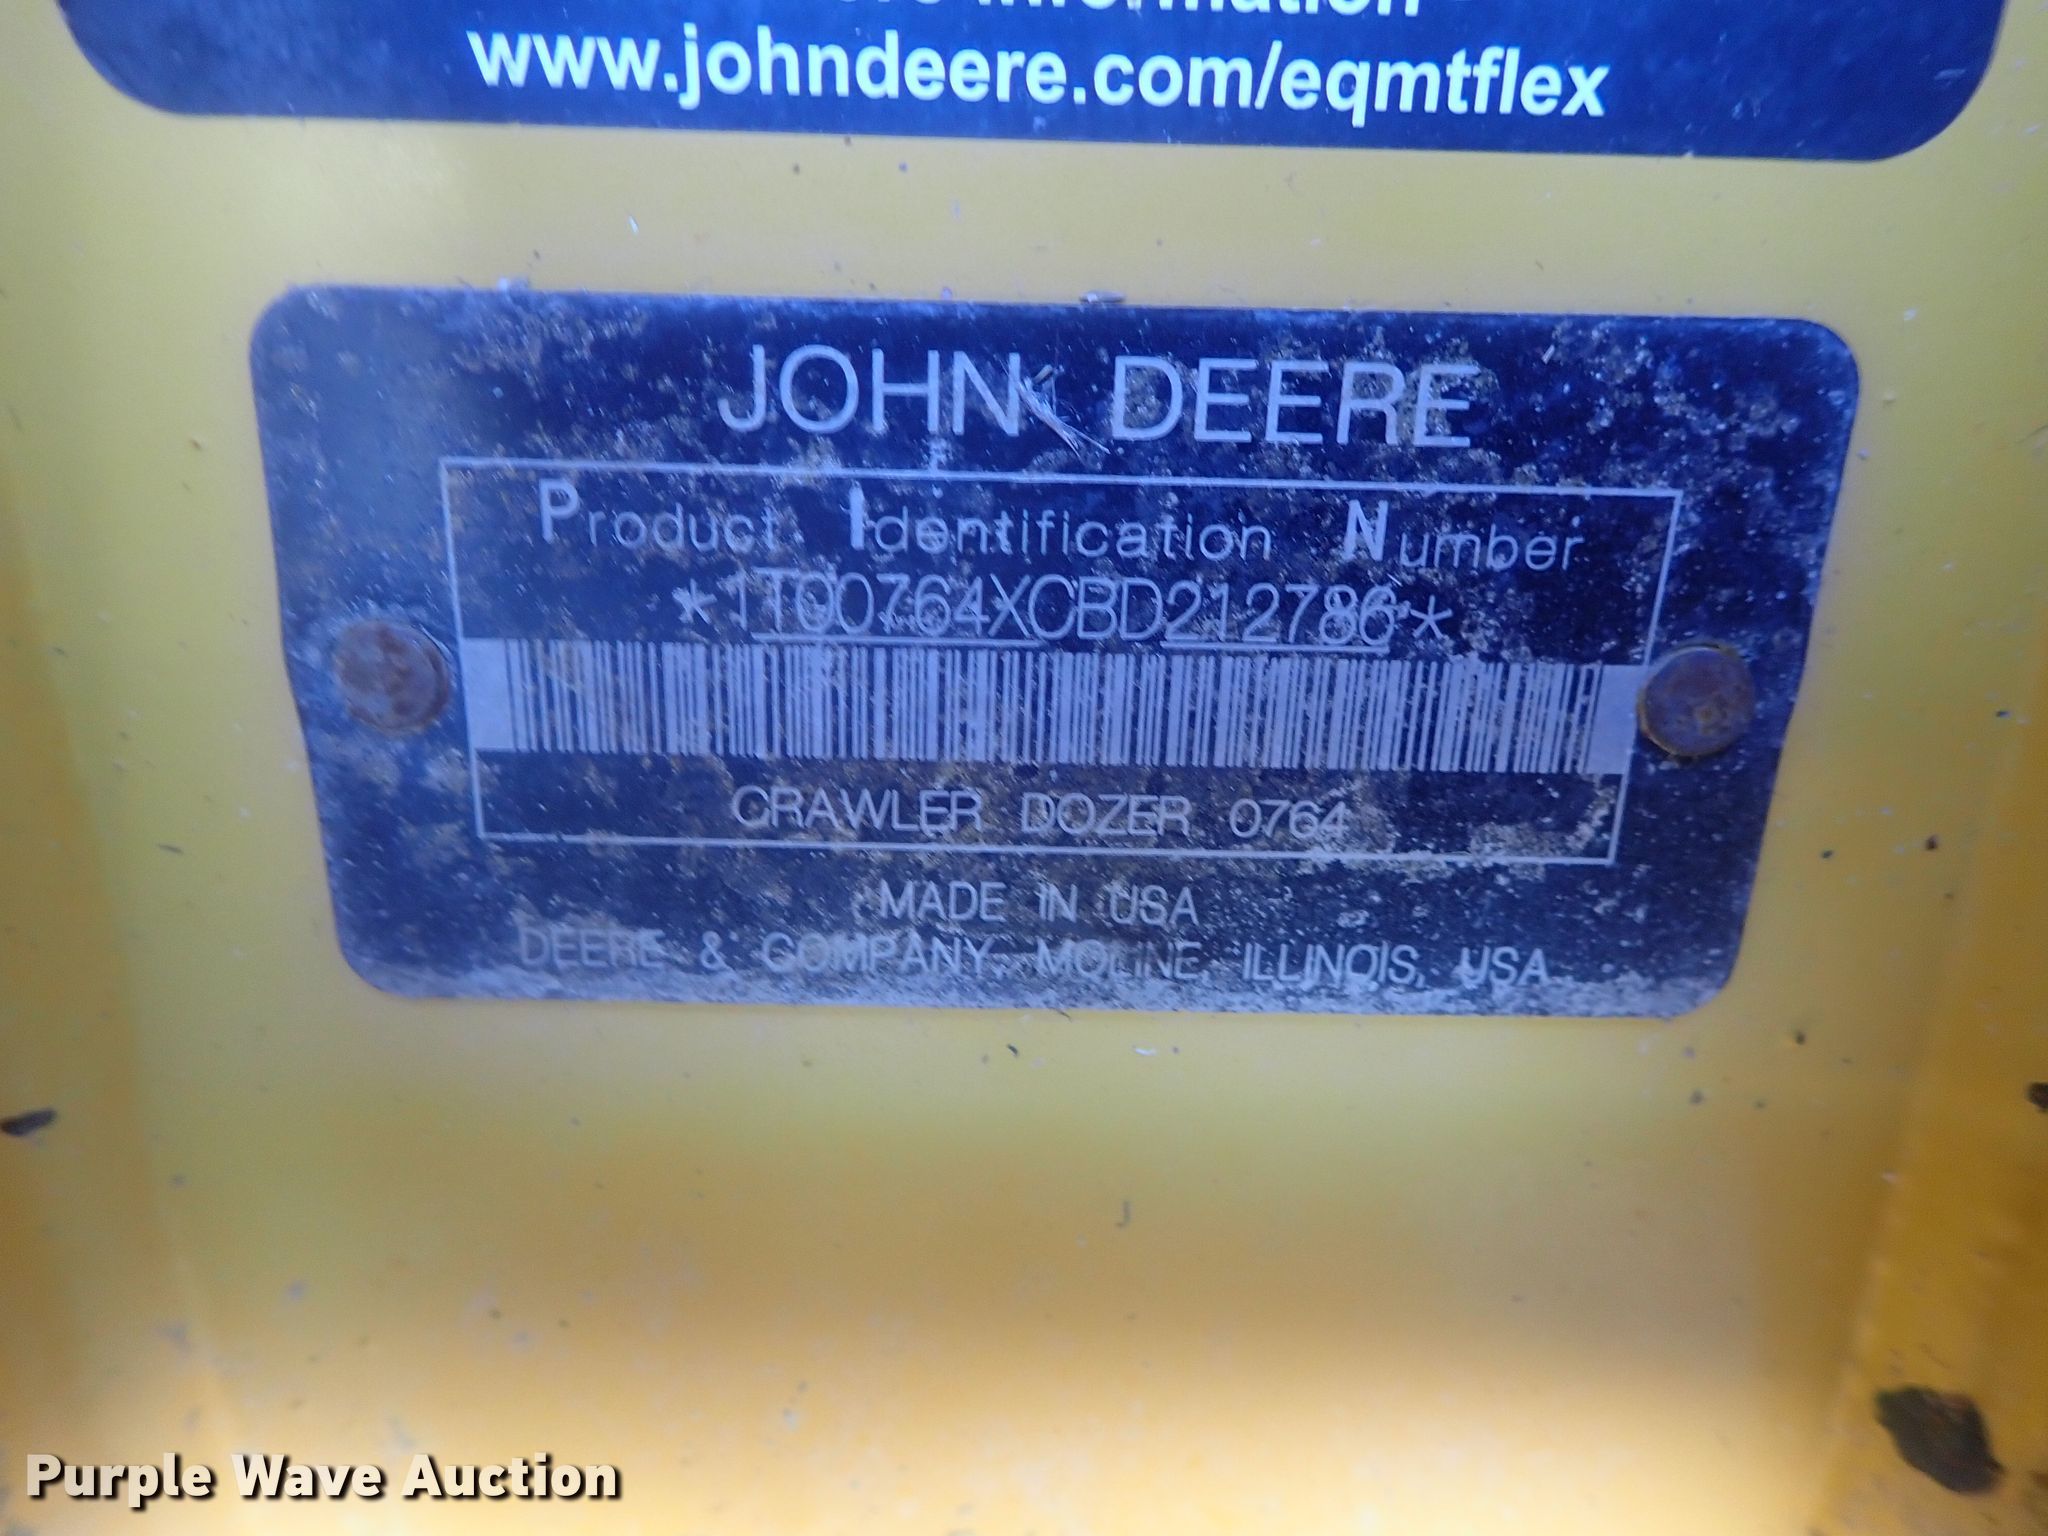 information
www.johndeere.com/eqmtflex
JOHN DEERE
Product Identification Number
*1T00764XCBD212786*
CRAWLER DOZER 0764
MADE IN USA
DEERE & COMPANY, MOLINE, ILLINOIS, USA
Purple Wave Auction